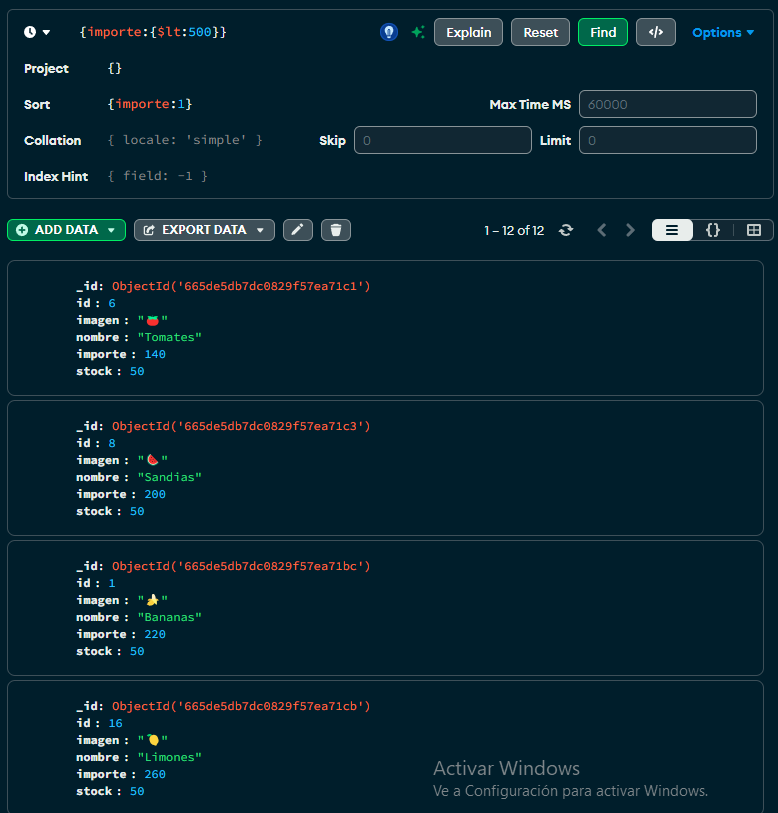 {importe:{$lt:500}} Explain Reset Find </> Options
Project {}
Sort {importe:1} Max Time MS 60000
Collation { locale: 'simple' } Skip 0 Limit 0
Index Hint { field: -1 }
ADD DATA EXPORT DATA 1 – 12 of 12 {}
_id: ObjectId('665de5db7dc0829f57ea71c1')
id : 6
imagen : "🍅"
nombre : "Tomates"
importe : 140
stock : 50
_id: ObjectId('665de5db7dc0829f57ea71c3')
id : 8
imagen : "🍉"
nombre : "Sandias"
importe : 200
stock : 50
_id: ObjectId('665de5db7dc0829f57ea71bc')
id : 1
imagen : "🍌"
nombre : "Bananas"
importe : 220
stock : 50
_id: ObjectId('665de5db7dc0829f57ea71cb')
id : 16
imagen : "🍋"
nombre : "Limones"
importe : 260
stock : 50
Activar Windows
Ve a Configuración para activar Windows.